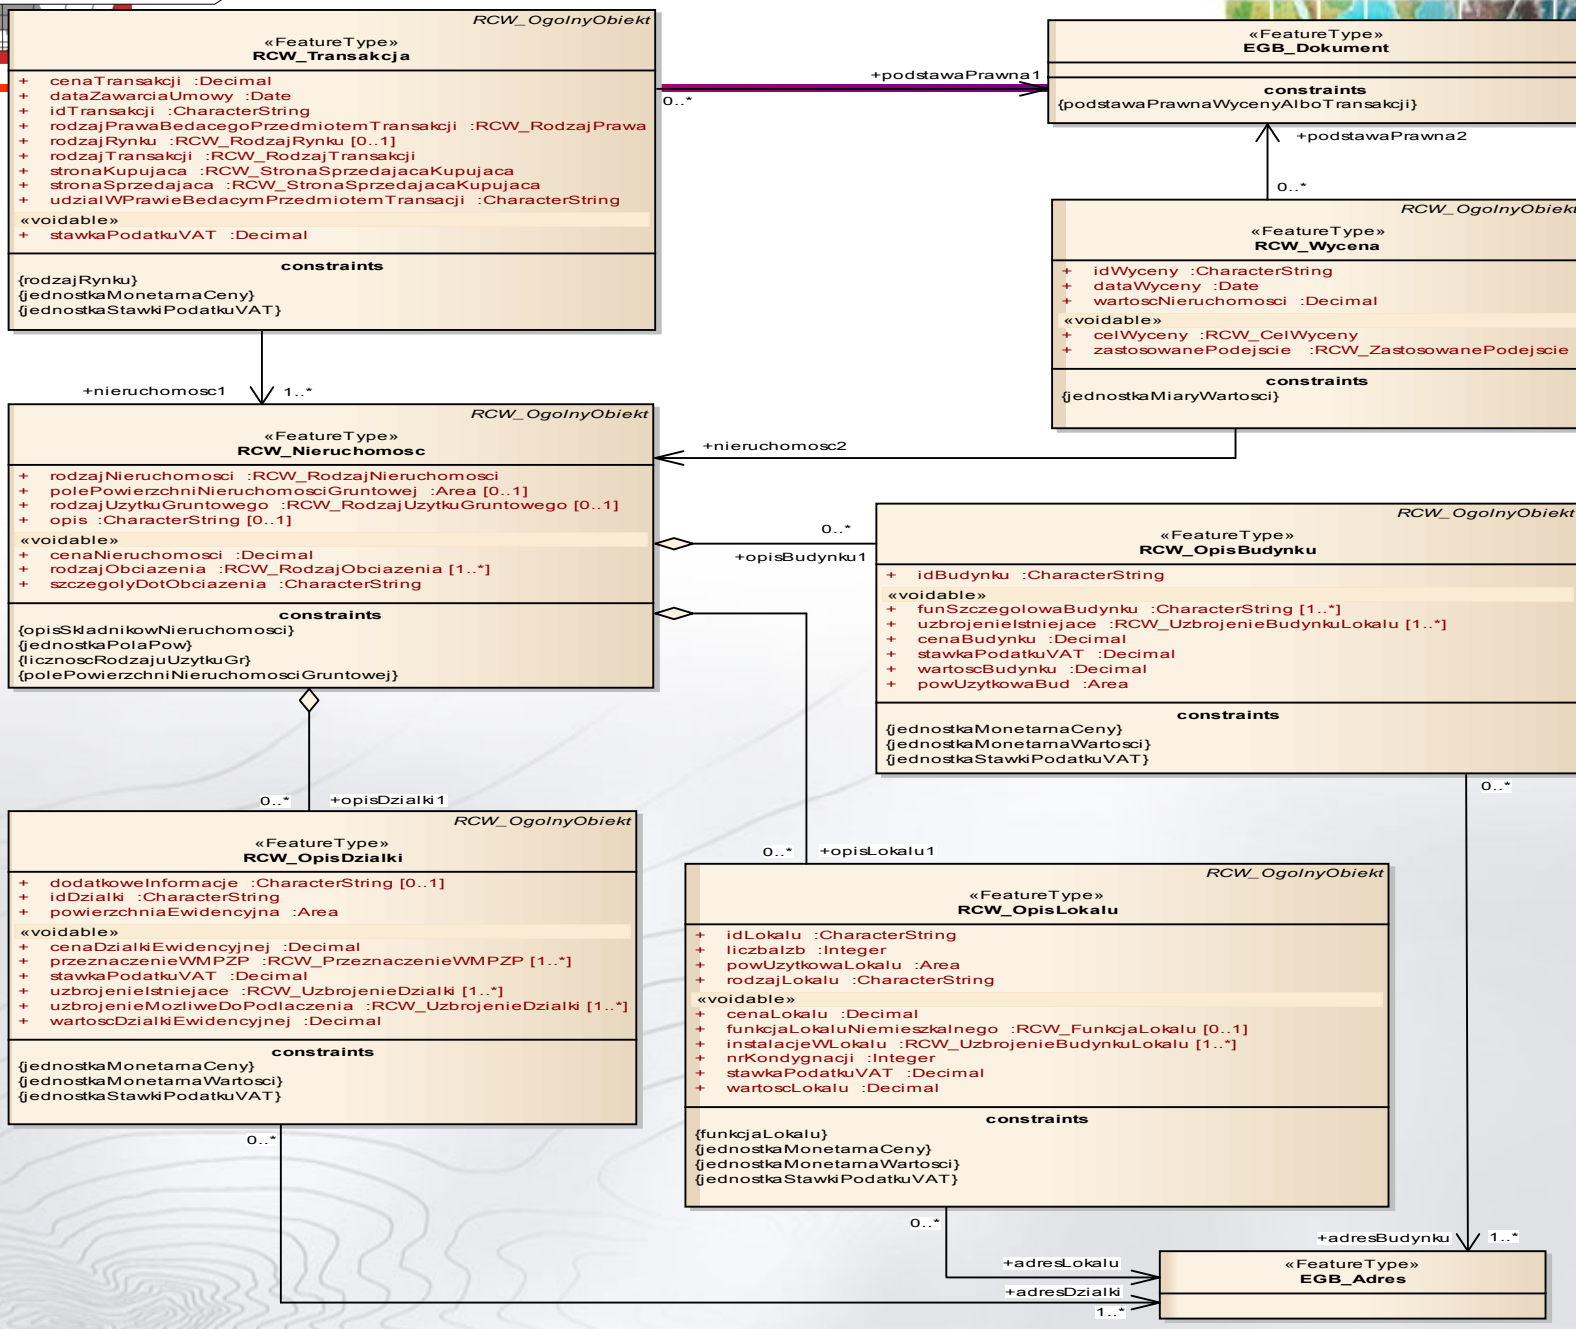 RCW_OgolnyObiekt
«FeatureType»
RCW_Transakcja
+ cenaTransakcji :Decimal
+ dataZawarciaUmowy :Date
+ idTransakcji :CharacterString
+ rodzajPrawaBedacegoPrzedmiotemTransakcji :RCW_RodzajPrawa
+ rodzajRynku :RCW_RodzajRynku [0..1]
+ rodzajTransakcji :RCW_RodzajTransakcji
+ stronaKupujaca :RCW_StronaSprzedajacaKupujaca
+ stronaSprzedajaca :RCW_StronaSprzedajacaKupujaca
+ udzialWPrawieBedacymPrzedmiotemTransacji :CharacterString
«voidable»
+ stawkaPodatkuVAT :Decimal
constraints
{rodzajRynku}
{jednostkaMonetarnaCeny}
{jednostkaStawkiPodatkuVAT}
+podstawaPrawna1
0..*
«FeatureType»
EGB_Dokument
constraints
{podstawaPrawnaWycenyAlboTransakcji}
+podstawaPrawna2
0..*
RCW_OgolnyObiekt
«FeatureType»
RCW_Wycena
+ idWyceny :CharacterString
+ dataWyceny :Date
+ wartoscNieruchomosci :Decimal
«voidable»
+ celWyceny :RCW_CelWyceny
+ zastosowanePodejscie :RCW_ZastosowanePodejscie
constraints
{jednostkaMiaryWartosci}
+nieruchomosc1
1..*
+nieruchomosc2
RCW_OgolnyObiekt
«FeatureType»
RCW_Nieruchomosc
+ rodzajNieruchomosci :RCW_RodzajNieruchomosci
+ polePowierzchniNieruchomosciGruntowej :Area [0..1]
+ rodzajUzytkuGruntowego :RCW_RodzajUzytkuGruntowego [0..1]
+ opis :CharacterString [0..1]
«voidable»
+ cenaNieruchomosci :Decimal
+ rodzajObciazenia :RCW_RodzajObciazenia [1..*]
+ szczegolyDotObciazenia :CharacterString
constraints
{opisSkladnikowNieruchomosci}
{jednostkaPolaPow}
{licznoscRodzajuUzytkuGr}
{polePowierzchniNieruchomosciGruntowej}
0..*
+opisBudynku1
RCW_OgolnyObiekt
«FeatureType»
RCW_OpisBudynku
+ idBudynku :CharacterString
«voidable»
+ funSzczegolowaBudynku :CharacterString [1..*]
+ uzbrojenieIstniejace :RCW_UzbrojenieBudynkuLokalu [1..*]
+ cenaBudynku :Decimal
+ stawkaPodatkuVAT :Decimal
+ wartoscBudynku :Decimal
+ powUzytkowaBud :Area
constraints
{jednostkaMonetarnaCeny}
{jednostkaMonetarnaWartosci}
{jednostkaStawkiPodatkuVAT}
0..*
0..*
+opisDzialki1
RCW_OgolnyObiekt
«FeatureType»
RCW_OpisDzialki
+ dodatkoweInformacje :CharacterString [0..1]
+ idDzialki :CharacterString
+ powierzchniaEwidencyjna :Area
«voidable»
+ cenaDzialkiEwidencyjnej :Decimal
+ przeznaczenieWMPZP :RCW_PrzeznaczenieWMPZP [1..*]
+ stawkaPodatkuVAT :Decimal
+ uzbrojenieIstniejace :RCW_UzbrojenieDzialki [1..*]
+ uzbrojenieMozliweDoPodlaczenia :RCW_UzbrojenieDzialki [1..*]
+ wartoscDzialkiEwidencyjnej :Decimal
constraints
{jednostkaMonetarnaCeny}
{jednostkaMonetarnaWartosci}
{jednostkaStawkiPodatkuVAT}
0..*
0..*
+opisLokalu1
RCW_OgolnyObiekt
«FeatureType»
RCW_OpisLokalu
+ idLokalu :CharacterString
+ liczbaIzb :Integer
+ powUzytkowaLokalu :Area
+ rodzajLokalu :CharacterString
«voidable»
+ cenaLokalu :Decimal
+ funkcjaLokaluNiemieszkalnego :RCW_FunkcjaLokalu [0..1]
+ instalacjeWLokalu :RCW_UzbrojenieBudynkuLokalu [1..*]
+ nrKondygnacji :Integer
+ stawkaPodatkuVAT :Decimal
+ wartoscLokalu :Decimal
constraints
{funkcjaLokalu}
{jednostkaMonetarnaCeny}
{jednostkaMonetarnaWartosci}
{jednostkaStawkiPodatkuVAT}
0..*
+adresBudynku
1..*
+adresLokalu
+adresDzialki
1..*
«FeatureType»
EGB_Adres